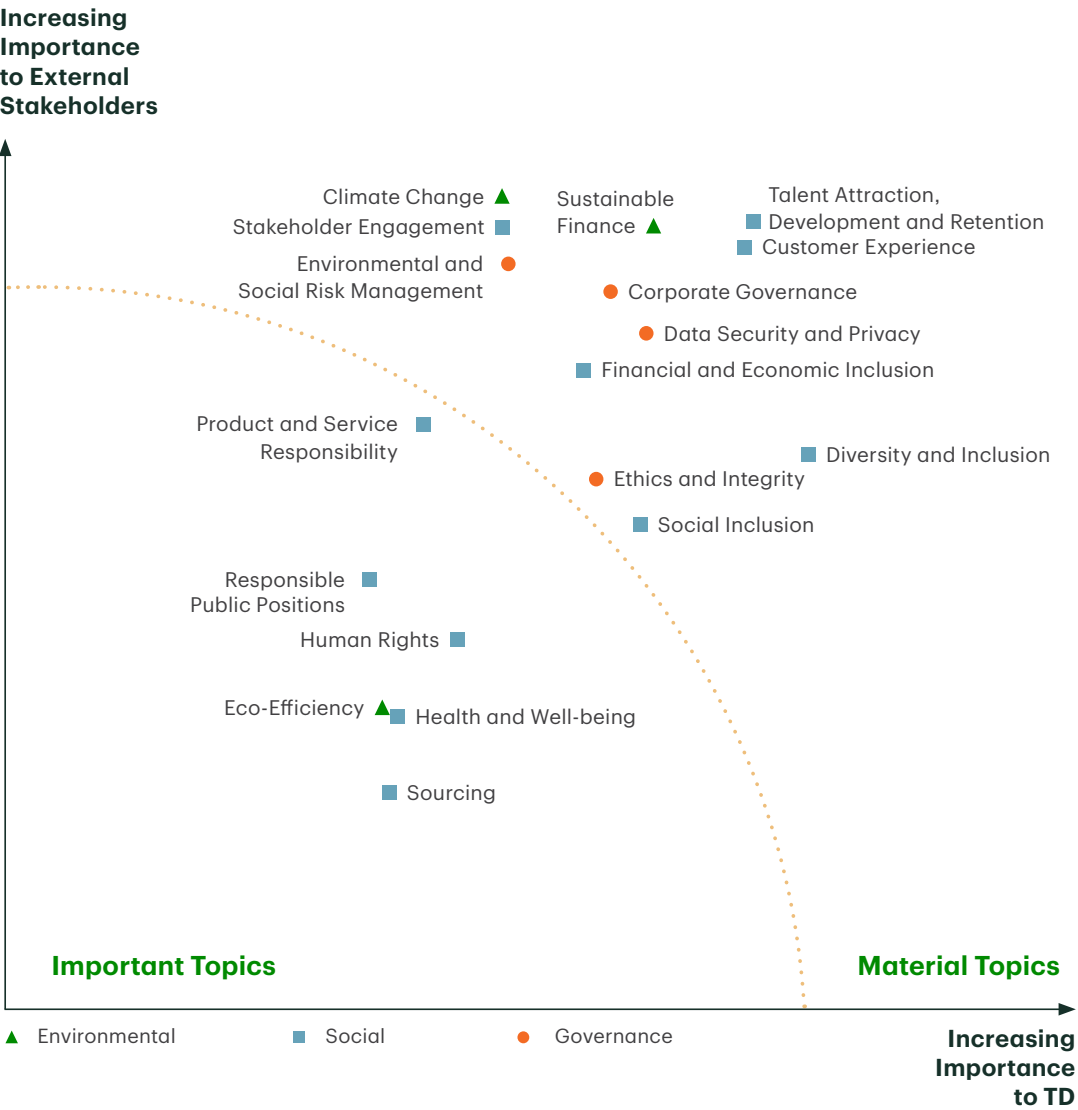 Increasing
Importance
to External
Stakeholders
Climate Change
Stakeholder Engagement
Environmental and
Social Risk Management
Sustainable
Finance
Talent Attraction,
Development and Retention
Customer Experience
Corporate Governance
Data Security and Privacy
Financial and Economic Inclusion
Product and Service
Responsibility
Diversity and Inclusion
Ethics and Integrity
Social Inclusion
Responsible
Public Positions
Human Rights
Eco-Efficiency
Health and Well-being
Sourcing
Important Topics
Material Topics
Environmental
Social
Governance
Increasing
Importance
to TD